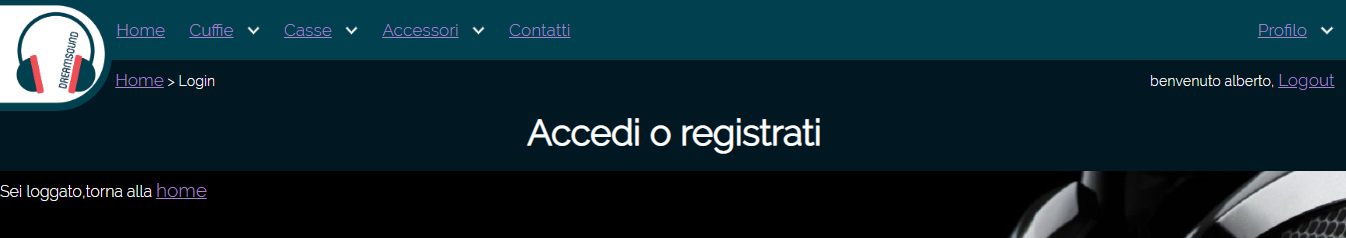 DREAMSOUND
Home Cuffie Casse Accessori Contatti Profilo
Home > Login benvenuto alberto, Logout
Accedi o registrati
Sei loggato,torna alla home